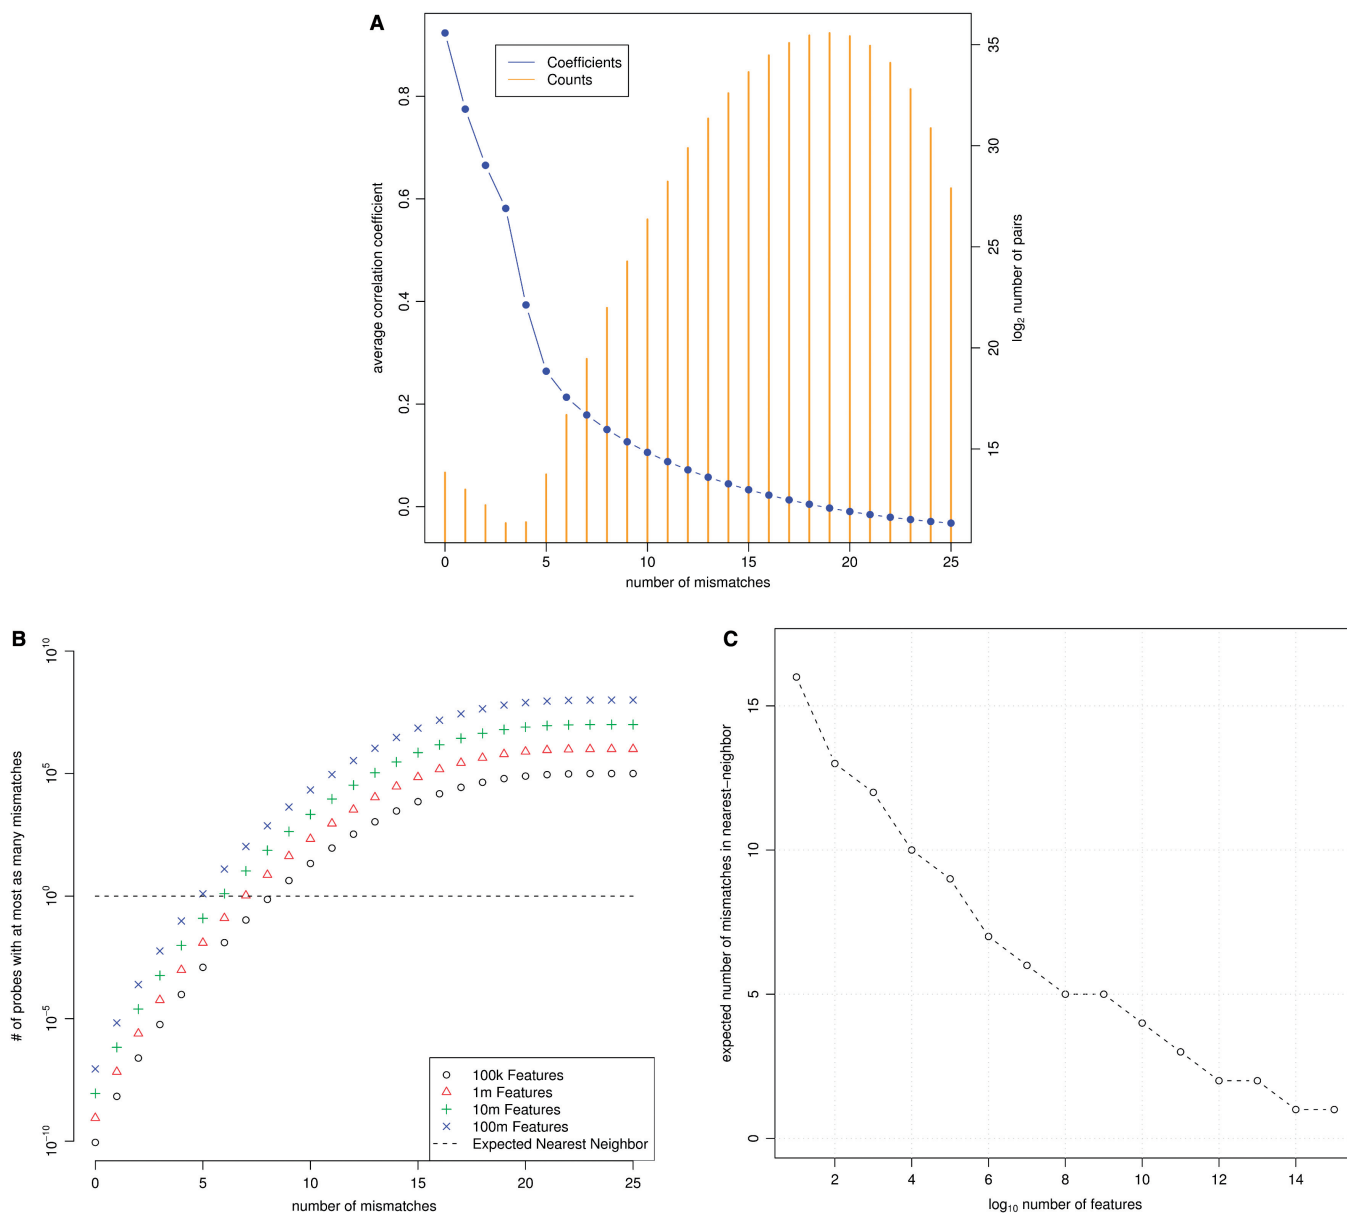 A
Coefficients
Counts
average correlation coefficient
0.0 0.2 0.4 0.6 0.8
log2 number of pairs
15 20 25 30 35
0 5 10 15 20 25
number of mismatches
B
# of probes with at most as many mismatches
10^-10 10^-5 10^0 10^5 10^10
100k Features
1m Features
10m Features
100m Features
Expected Nearest Neighbor
0 5 10 15 20 25
number of mismatches
C
expected number of mismatches in nearest-neighbor
0 5 10 15
2 4 6 8 10 12 14
log10 number of features